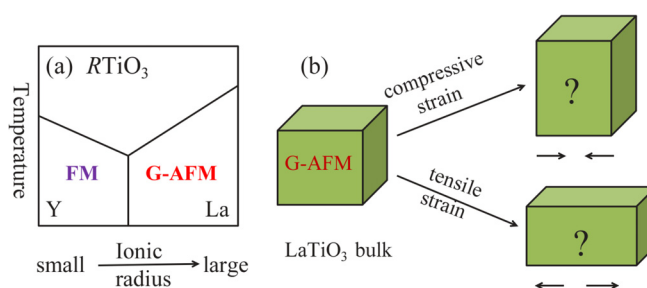 (a) RTiO₃
Temperature
FM
G-AFM
Y
La
small
Ionic
radius
large
(b)
G-AFM
LaTiO₃ bulk
compressive
strain
tensile
strain
?
?